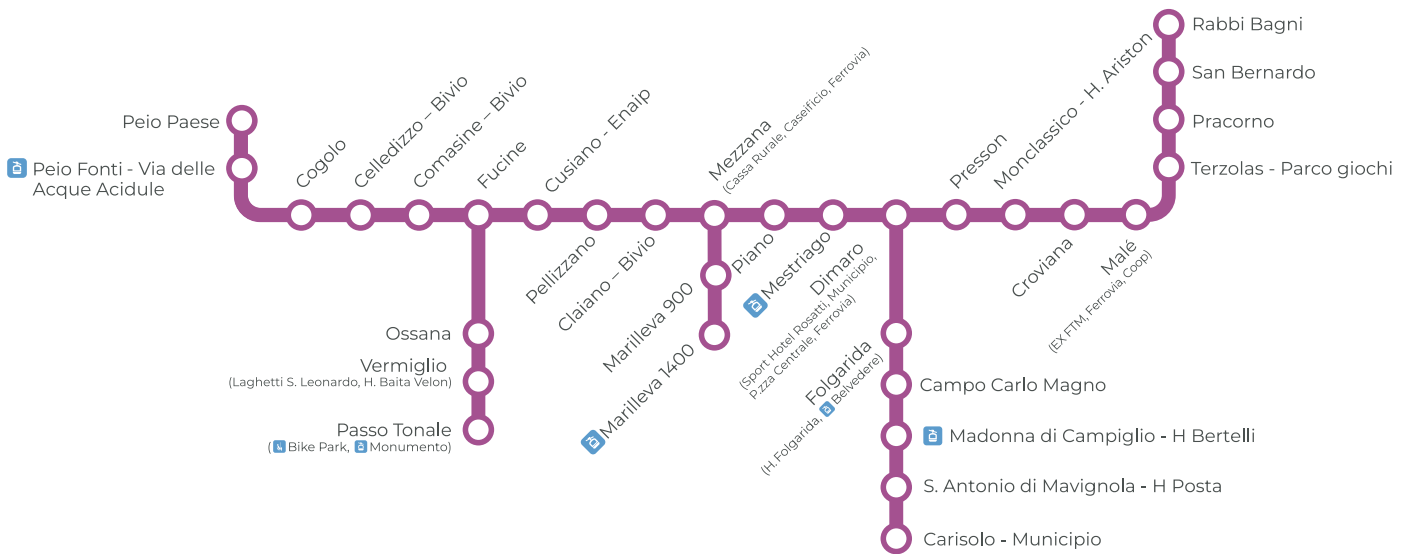 Peio Paese
Peio Fonti - Via delle
Acque Acidule
Cogolo
Celledizzo – Bivio
Comasine – Bivio
Fucine
Cusiano - Enaip
Pellizzano
Claiano – Bivio
Mezzana
(Cassa Rurale, Caseificio, Ferrovia)
Piano
Mestriago
Dimaro
(Sport Hotel Rosatti, Municipio,
P.zza Centrale, Ferrovia)
Presson
Monclassico - H. Ariston
Croviana
Malé
(EX FTM, Ferrovia, Coop)
Rabbi Bagni
San Bernardo
Pracorno
Terzolas - Parco giochi
Ossana
Vermiglio
(Laghetti S. Leonardo, H. Baita Velon)
Passo Tonale
(Bike Park, Monumento)
Marilleva 900
Marilleva 1400
Folgarida
(H. Folgarida, Belvedere)
Campo Carlo Magno
Madonna di Campiglio - H Bertelli
S. Antonio di Mavignola - H Posta
Carisolo - Municipio